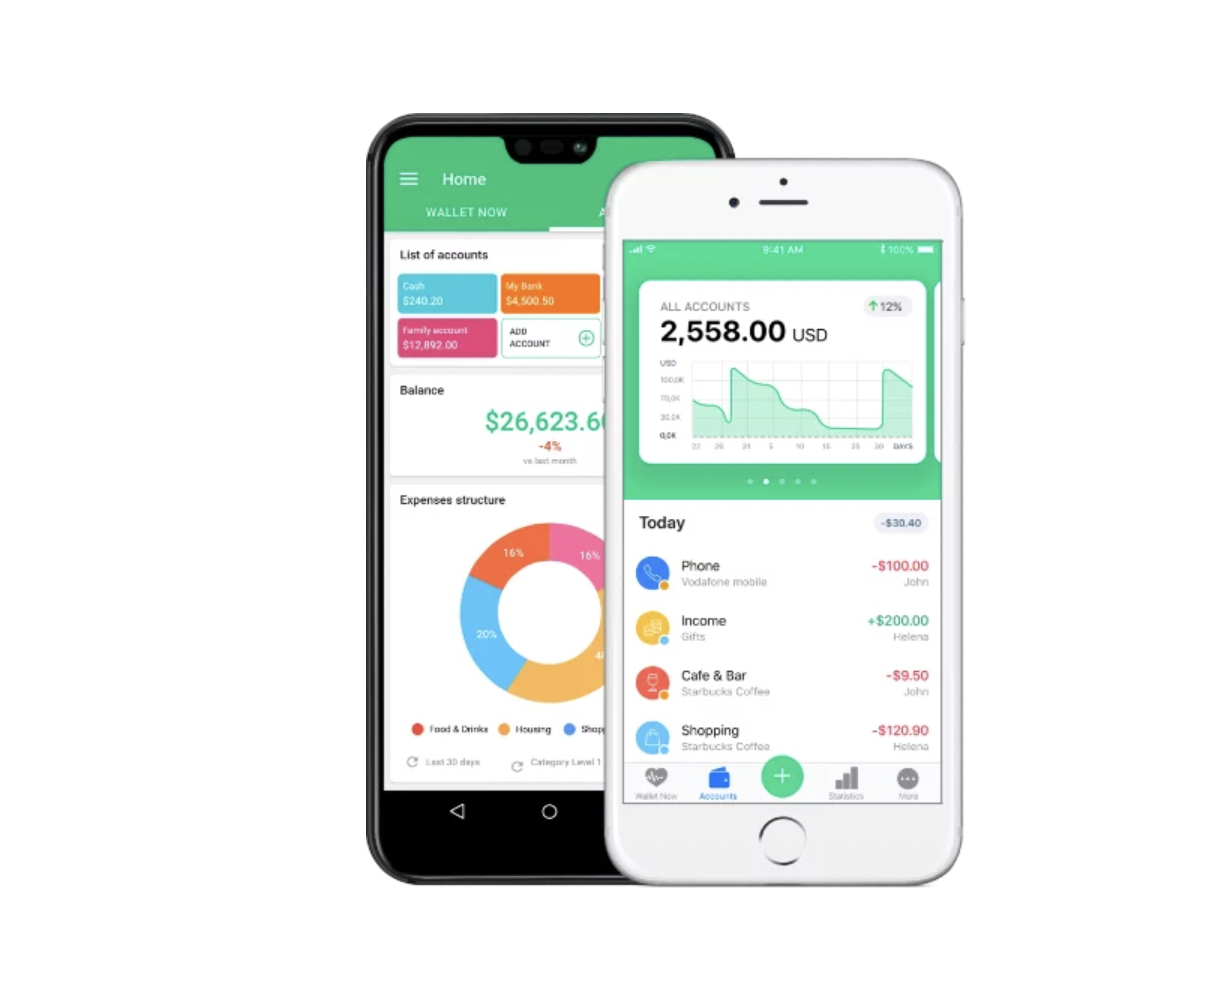 Home
WALLET NOW
List of accounts
Cash
$240.20
My Bank
$4,500.50
Family account
$12,892.00
ADD
ACCOUNT
Balance
$26,623.6
-4%
vs last month
Expenses structure
16%
16%
20%
4
Food & Drinks
Housing
Shop
Last 30 days
Category Level 1
9:41 AM
100%
ALL ACCOUNTS
12%
2,558.00 USD
USD
100,0K
70,0K
30,0K
0,0K
22 26 31 5 10 15 25 30 DAYS
Today
-$30.40
Phone
-$100.00
Vodafone mobile
John
Income
+$200.00
Gifts
Helena
Cafe & Bar
-$9.50
Starbucks Coffee
John
Shopping
-$120.90
Starbucks Coffee
Helena
Wallet Now
Accounts
Statistics
More